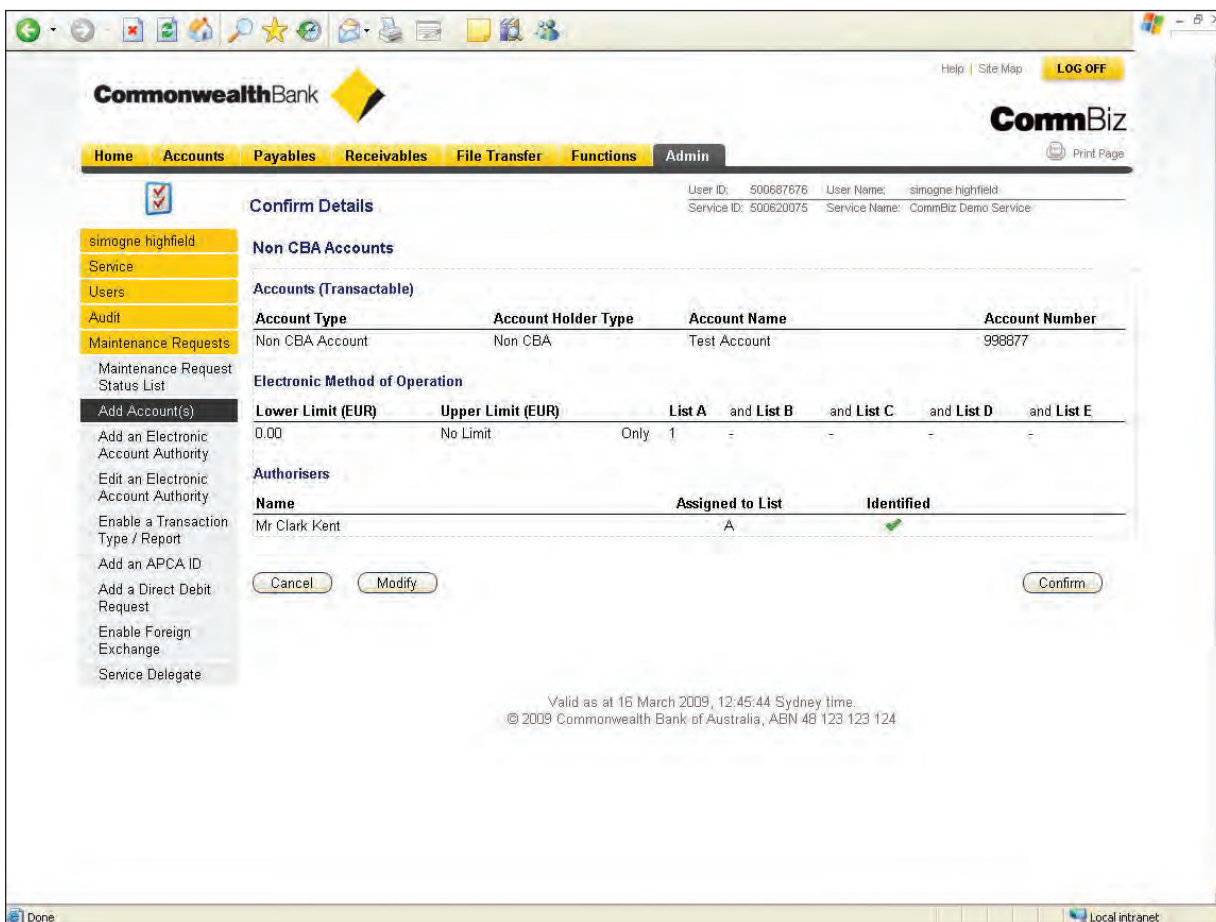 Help | Site Map LOG OFF
CommonwealthBank
CommBiz
Home Accounts Payables Receivables File Transfer Functions Admin
Print Page
User ID: 500687676 User Name: simogne highfield
Service ID: 500620075 Service Name: CommBiz Demo Service
Confirm Details
simogne highfield
Service
Users
Audit
Maintenance Requests
Maintenance Request
Status List
Add Account(s)
Add an Electronic
Account Authority
Edit an Electronic
Account Authority
Enable a Transaction
Type / Report
Add an APCA ID
Add a Direct Debit
Request
Enable Foreign
Exchange
Service Delegate
Non CBA Accounts
Accounts (Transactable)
Account Type Account Holder Type Account Name Account Number
Non CBA Account Non CBA Test Account 998877
Electronic Method of Operation
Lower Limit (EUR) Upper Limit (EUR) List A and List B and List C and List D and List E
0.00 No Limit Only 1 - - - -
Authorisers
Name Assigned to List Identified
Mr Clark Kent A
Cancel Modify Confirm
Valid as at 16 March 2009, 12:45:44 Sydney time.
© 2009 Commonwealth Bank of Australia, ABN 48 123 123 124
Done Local intranet